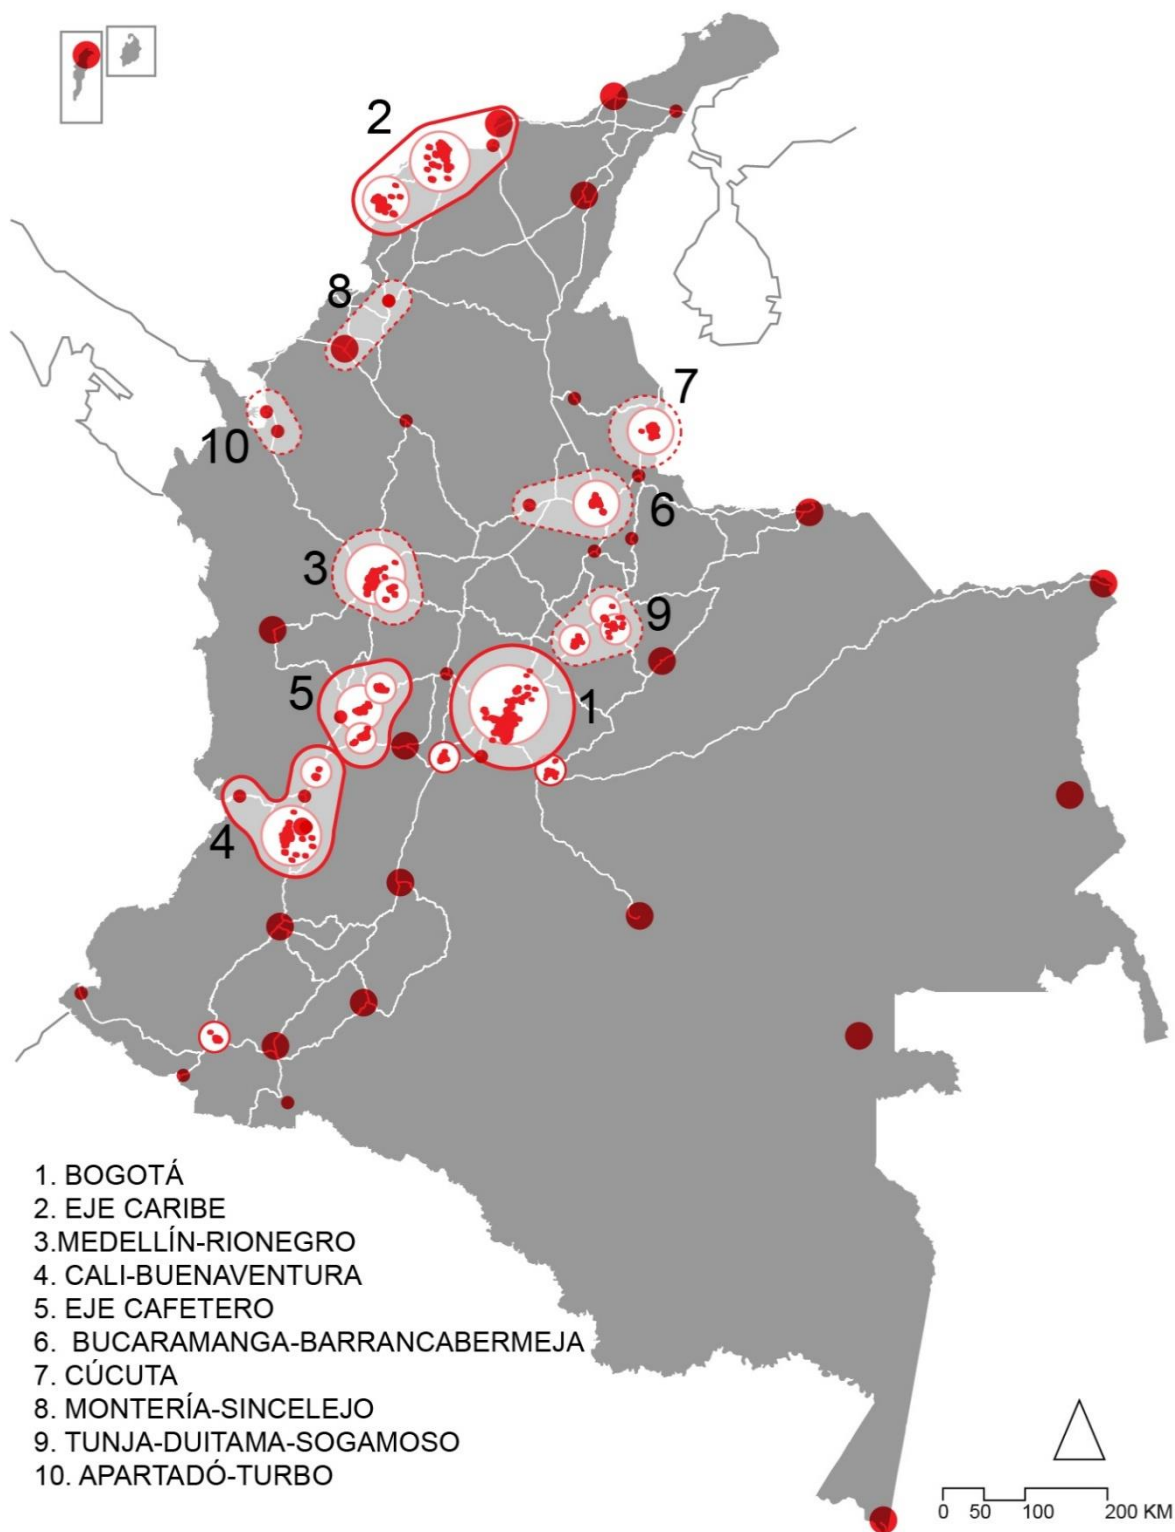 2
8
7
10
6
3
9
5
1
4
1. BOGOTÁ
2. EJE CARIBE
3.MEDELLÍN-RIONEGRO
4. CALI-BUENAVENTURA
5. EJE CAFETERO
6. BUCARAMANGA-BARRANCABERMEJA
7. CÚCUTA
8. MONTERÍA-SINCELEJO
9. TUNJA-DUITAMA-SOGAMOSO
10. APARTADÓ-TURBO
0 50 100 200 KM